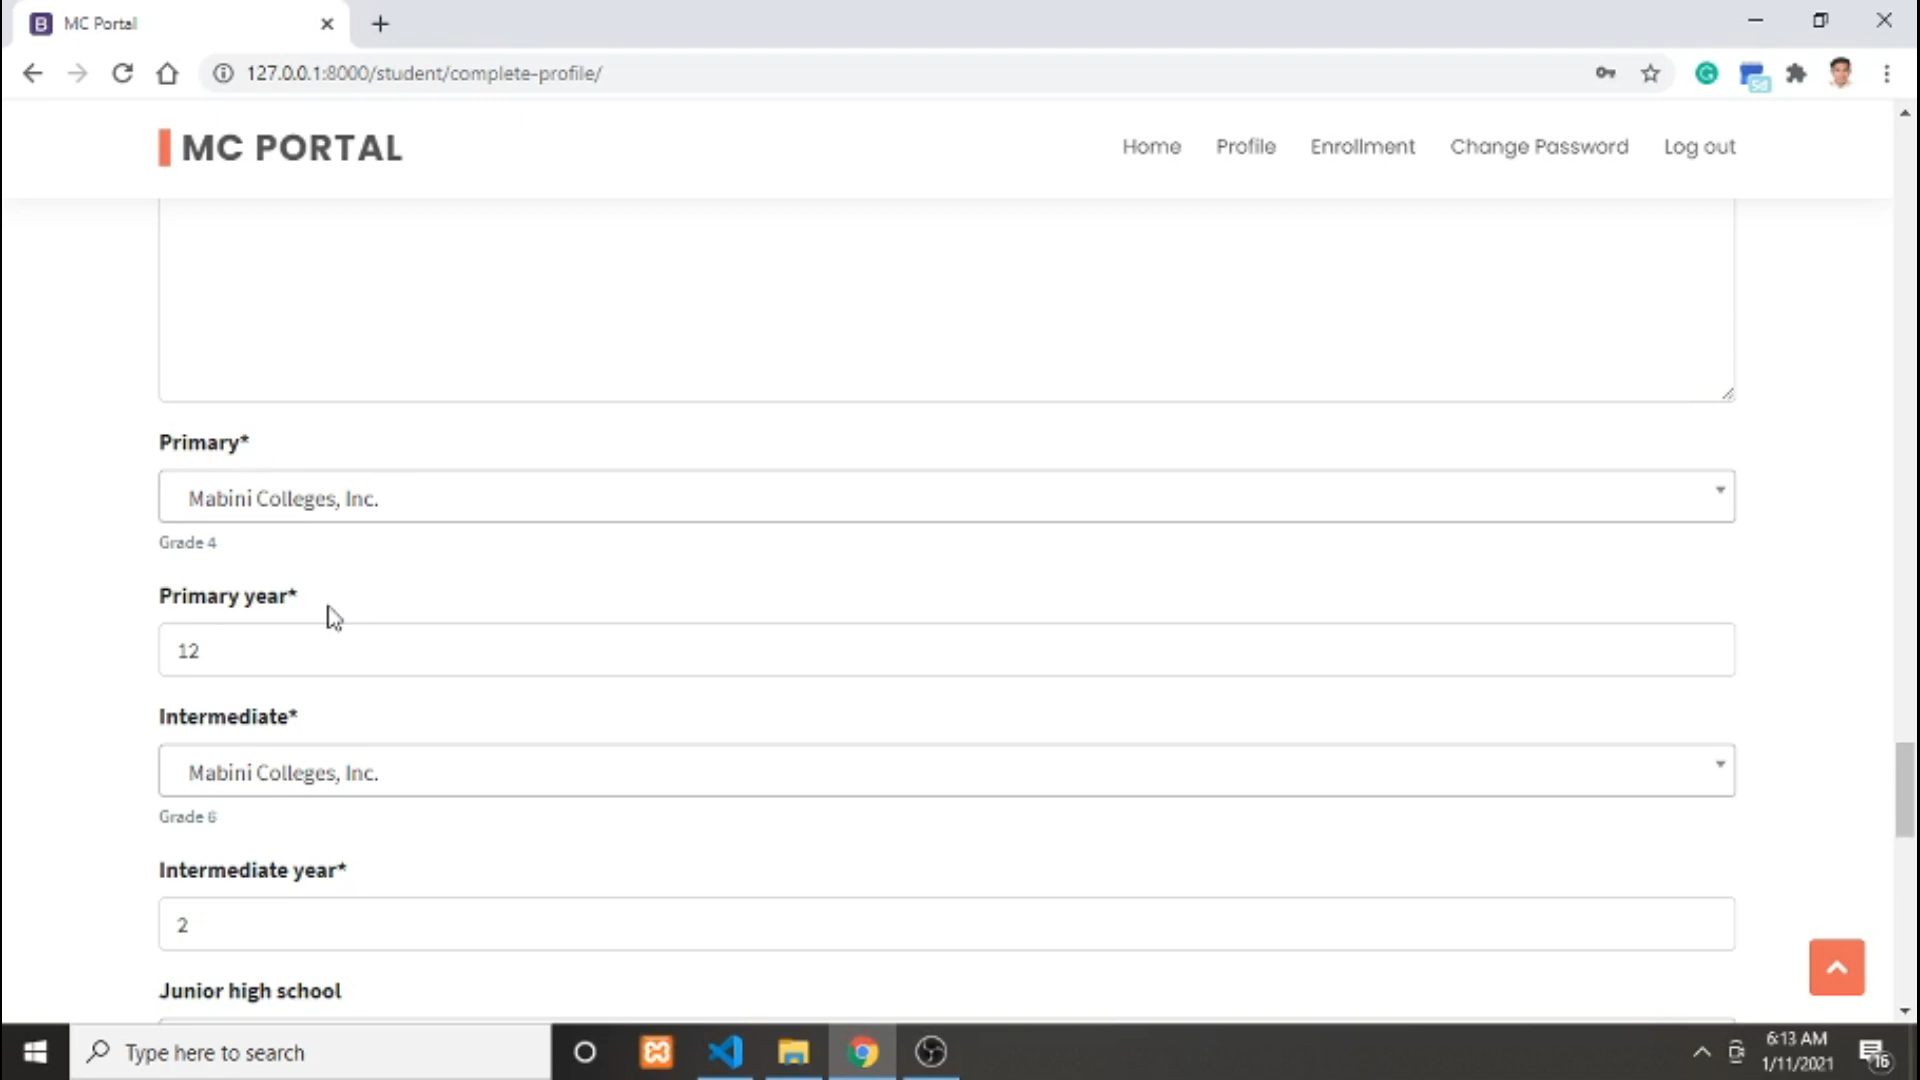 MC Portal
127.0.0.1:8000/student/complete-profile/
MC PORTAL
Home
Profile
Enrollment
Change Password
Log out
Primary*
Mabini Colleges, Inc.
Grade 4
Primary year*
12
Intermediate*
Mabini Colleges, Inc.
Grade 6
Intermediate year*
2
Junior high school
Type here to search
6:13 AM
1/11/2021
16